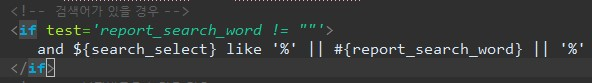 <!-- 검색어가 있을 경우 -->
<if test='report_search_word != ""'>
and ${search_select} like '%' || #{report_search_word} || '%'
</if>